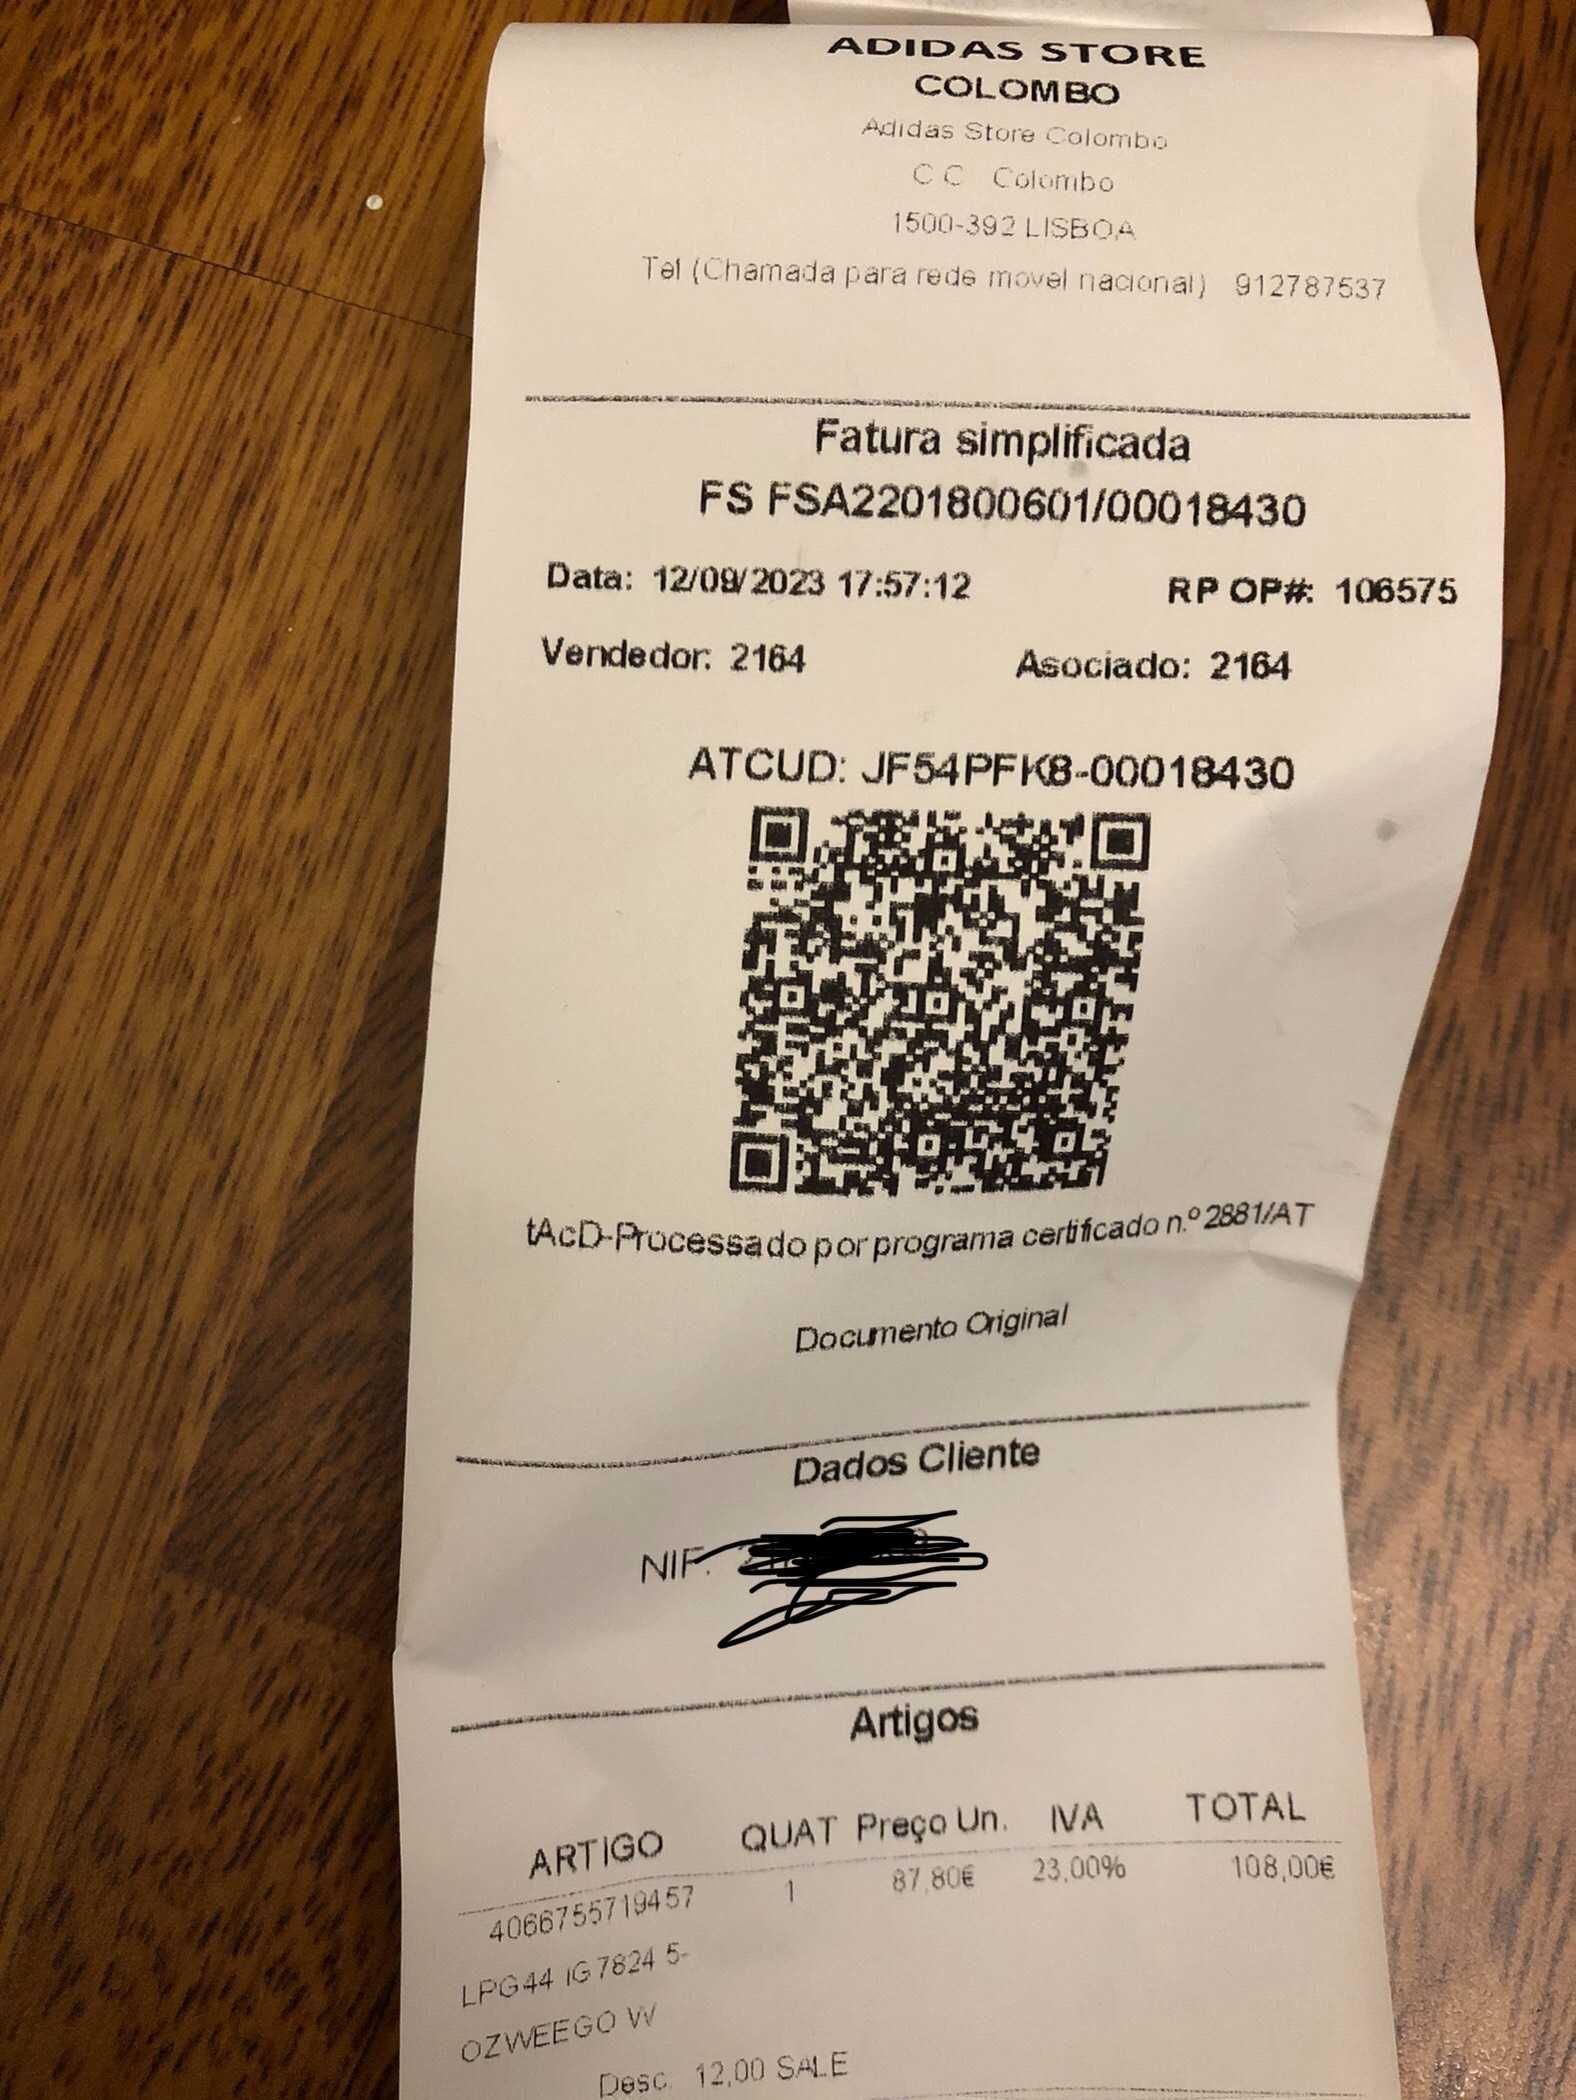 ADIDAS STORE
COLOMBO
Adidas Store Colombo
C C Colombo
1500-392 LISBOA
Tel (Chamada para rede movel nacional) 912787537
Fatura simplificada
FS FSA2201800601/00018430
Data: 12/09/2023 17:57:12 RP OP#: 106575
Vendedor: 2164 Asociado: 2164
ATCUD: JF54PFK8-00018430
tAcD-Processado por programa certificado n.º 2881/AT
Documento Original
Dados Cliente
NIF:
Artigos
ARTIGO QUAT Preço Un. IVA TOTAL
4066755719457 1 87,80€ 23,00% 108,00€
LPG44 IG7824 5-
OZWEEGO W
Desc. 12,00 SALE